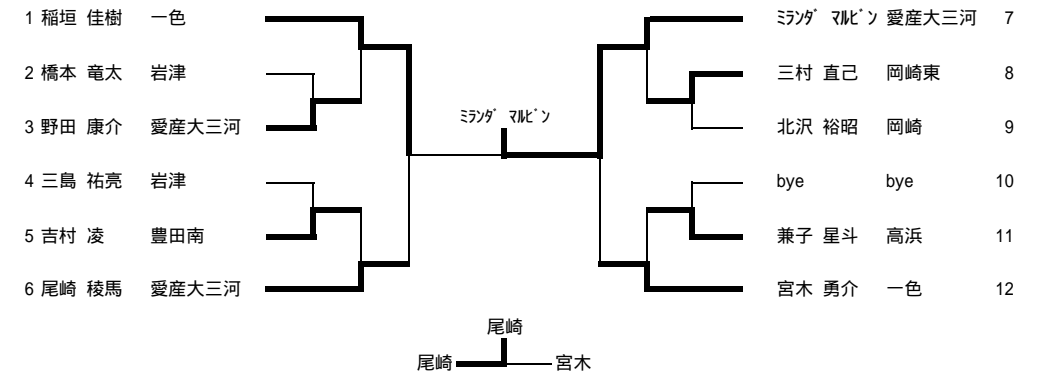 1 稲垣 佳樹 一色
ミランダ マルビン 愛産大三河 7
2 橋本 竜太 岩津
三村 直己 岡崎東 8
ミランダ マルビン
3 野田 康介 愛産大三河
北沢 裕昭 岡崎 9
4 三島 祐亮 岩津
bye bye 10
5 吉村 凌 豊田南
兼子 星斗 高浜 11
6 尾崎 稜馬 愛産大三河
宮木 勇介 一色 12
尾崎
尾崎 宮木